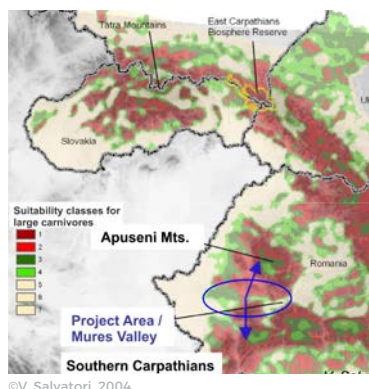 Tatra Mountains
East Carpathians
Biosphere Reserve
Slovakia
Suitability classes for
large carnivores
1
2
3
4
5
6
Apuseni Mts.
Romania
Project Area /
Mures Valley
Southern Carpathians
©V. Salvatori, 2004